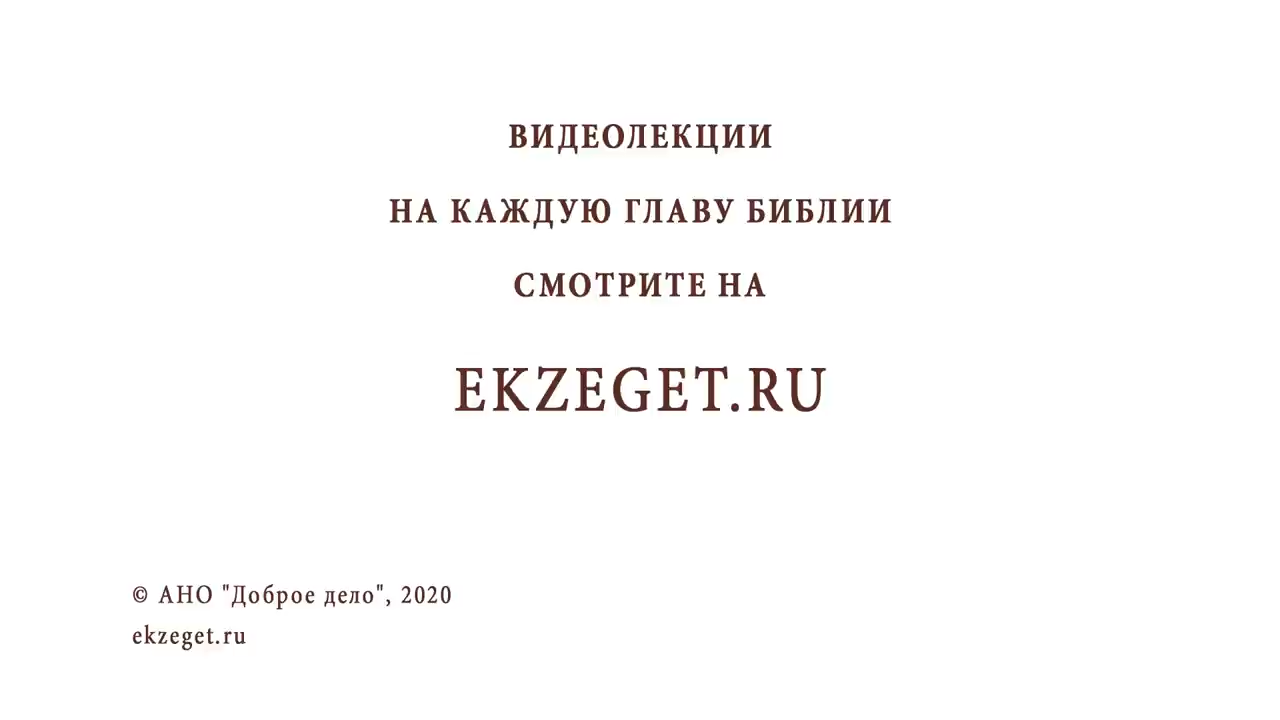 ВИДЕОЛЕКЦИИ
НА КАЖДУЮ ГЛАВУ БИБЛИИ
СМОТРИТЕ НА
EKZEGET.RU
© АНО "Доброе дело", 2020
ekzeget.ru